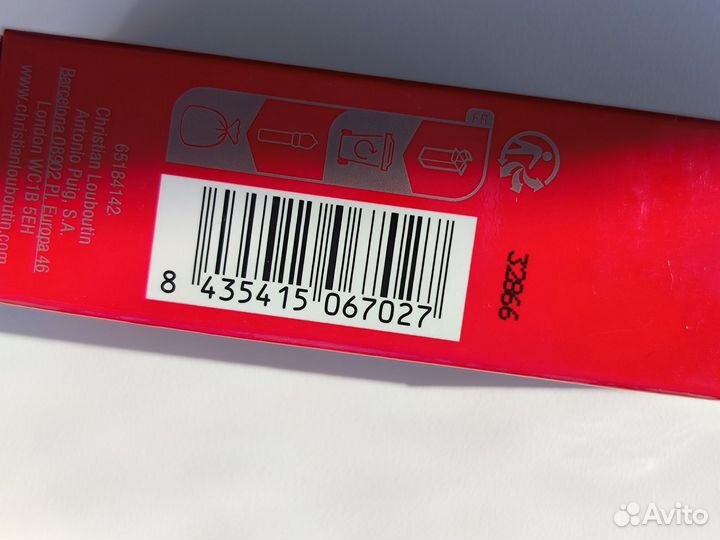 65184142
Christian Louboutin
Antonio Puig, S.A.
Barcelona 08902 Pl. Europa 46
London WC1B 5EH
www.christianlouboutin.com
FR
8 435415 067027
32866
Avito